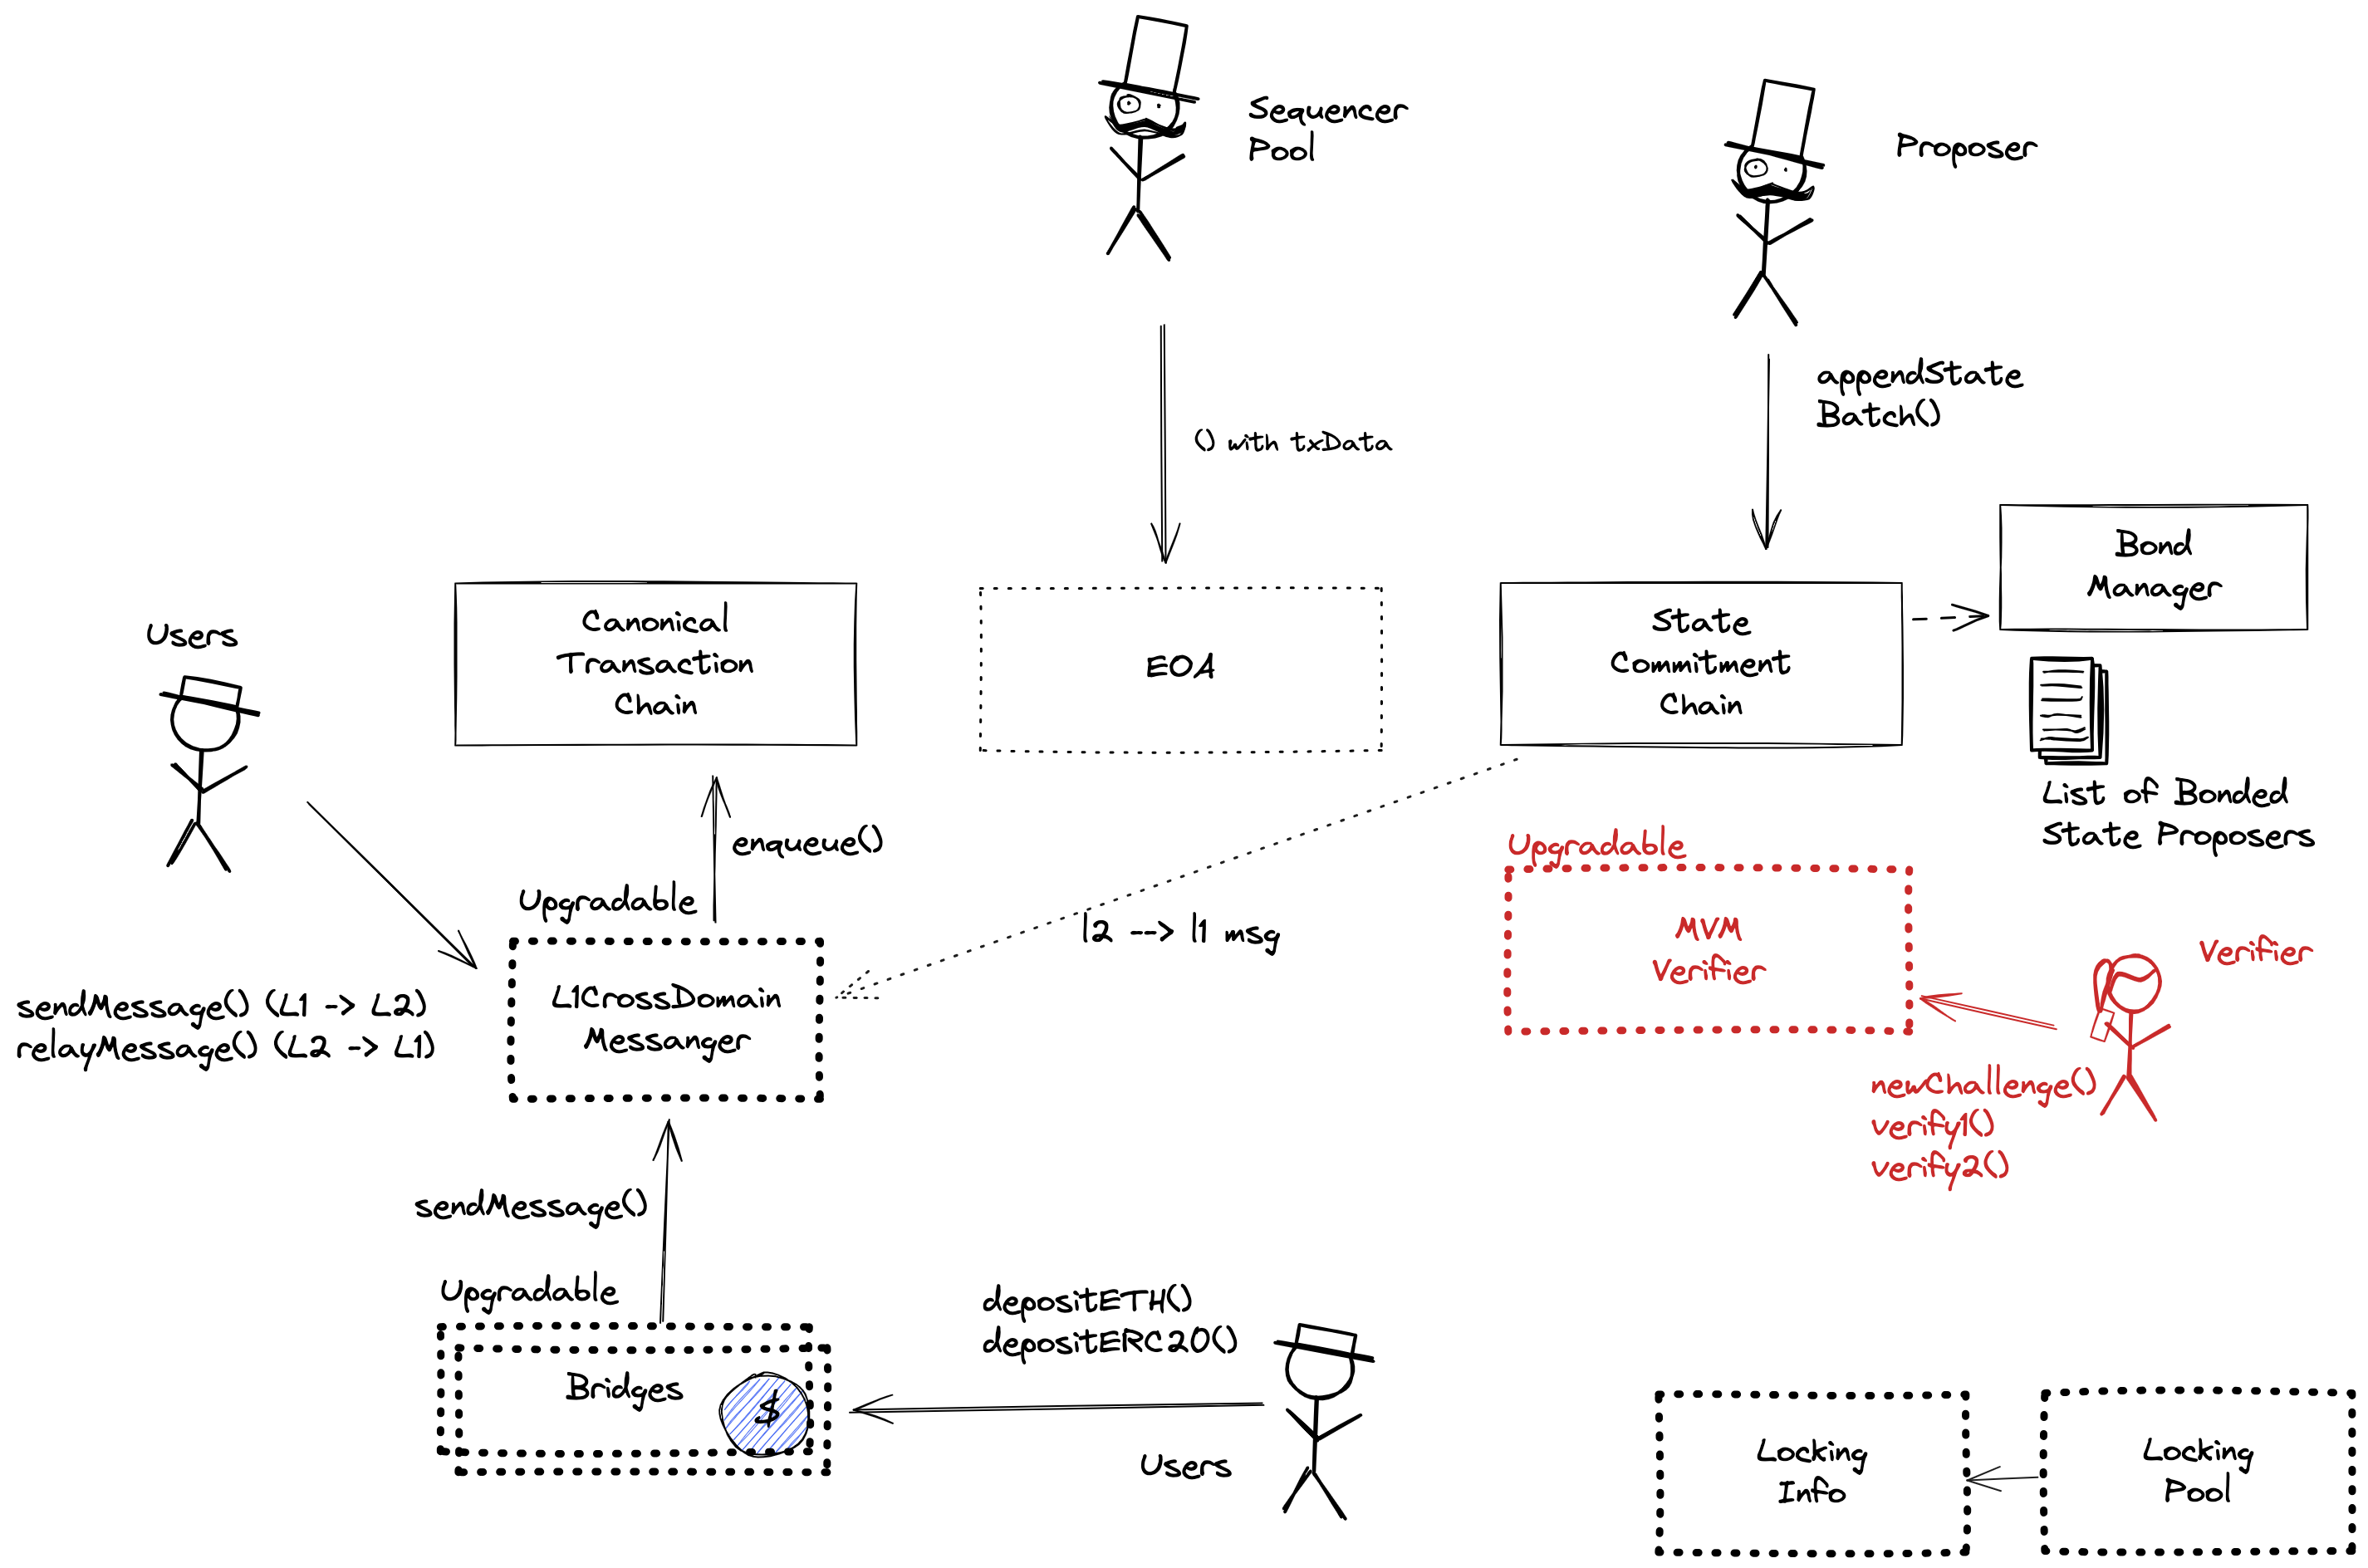 Sequencer
Pool
Proposer
appendState
Batch()
() with txData
Bond
Manager
Canonical
Transaction
Chain
EOA
State
Commitment
Chain
Users
List of Bonded
State Proposers
enqueue()
Upgradable
Upgradable
l2 --> l1 msg
MVM
Verifier
Verifier
L1CrossDomain
Messanger
sendMessage() (L1 -> L2)
relayMessage() (L2 -> L1)
newChallenge()
verify1()
verify2()
sendMessage()
Upgradable
depositETH()
depositERC20()
Bridges
$
Users
Locking
Info
Locking
Pool